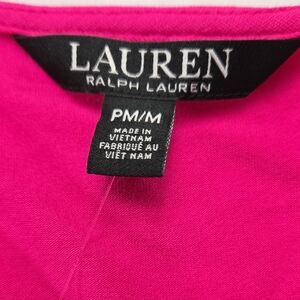 LAUREN
RALPH LAUREN
PM/M
MADE IN
VIETNAM
FABRIQUÉ AU
VIÊT NAM